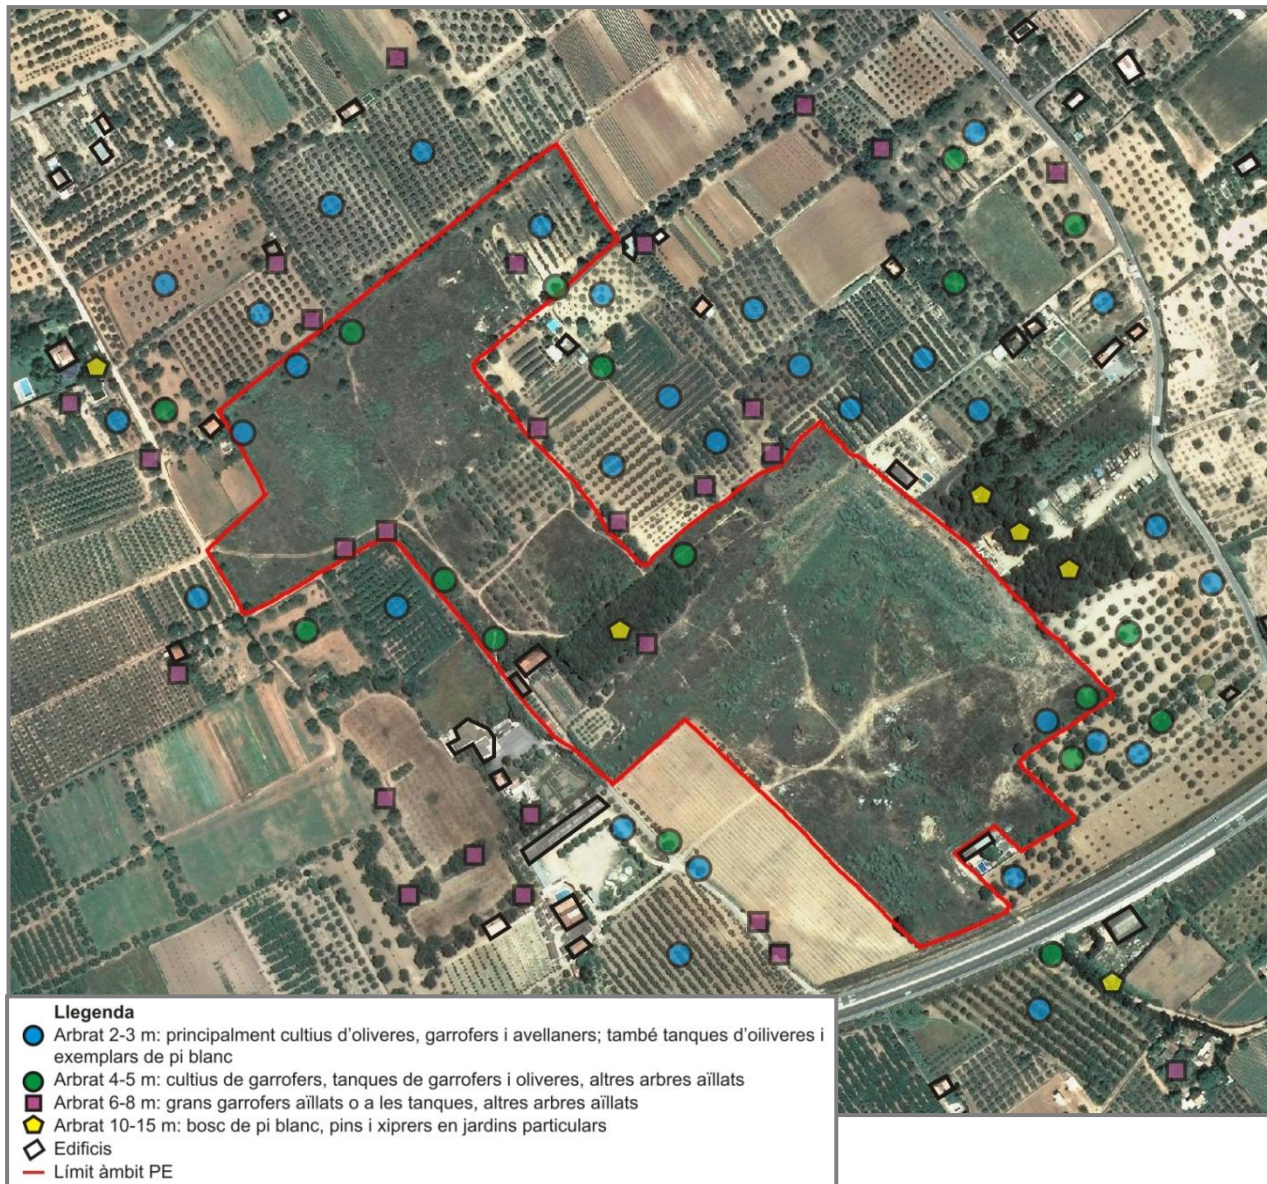 Llegenda
Arbrat 2-3 m: principalment cultius d'oliveres, garrofers i avellaners; també tanques d'oiliveres i
exemplars de pi blanc
Arbrat 4-5 m: cultius de garrofers, tanques de garrofers i oliveres, altres arbres aïllats
Arbrat 6-8 m: grans garrofers aïllats o a les tanques, altres arbres aïllats
Arbrat 10-15 m: bosc de pi blanc, pins i xiprers en jardins particulars
Edificis
Límit àmbit PE